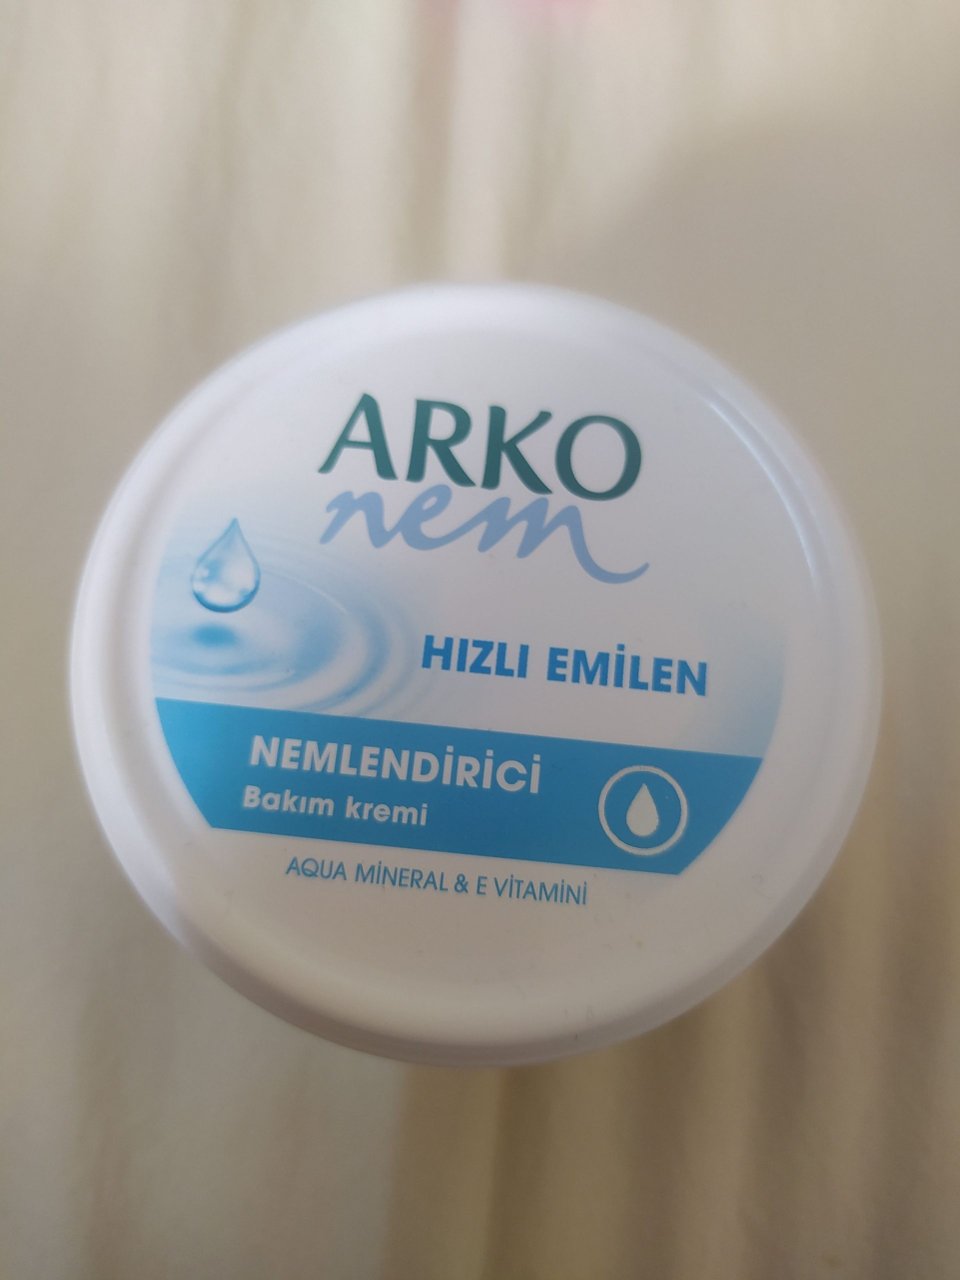 ARKO
nem
HIZLI EMİLEN
NEMLENDİRİCİ
Bakım kremi
AQUA MİNERAL & E VİTAMİNİ